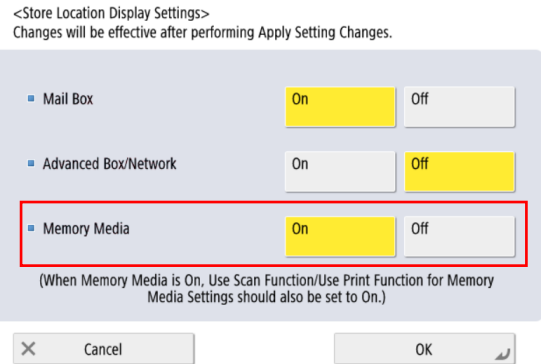 <Store Location Display Settings>
Changes will be effective after performing Apply Setting Changes.
Mail Box On Off
Advanced Box/Network On Off
Memory Media On Off
(When Memory Media is On, Use Scan Function/Use Print Function for Memory
Media Settings should also be set to On.)
Cancel OK